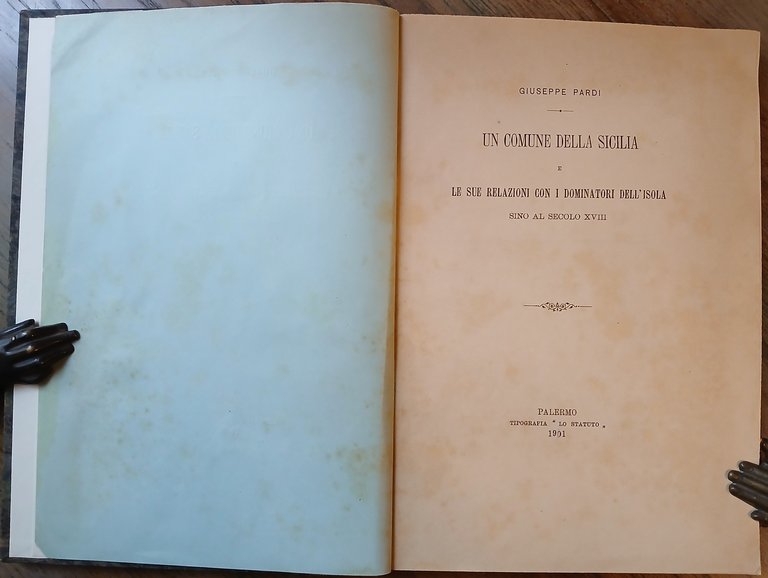 GIUSEPPE PARDI
UN COMUNE DELLA SICILIA
E
LE SUE RELAZIONI CON I DOMINATORI DELL'ISOLA
SINO AL SECOLO XVIII
PALERMO
TIPOGRAFIA " LO STATUTO „
1901